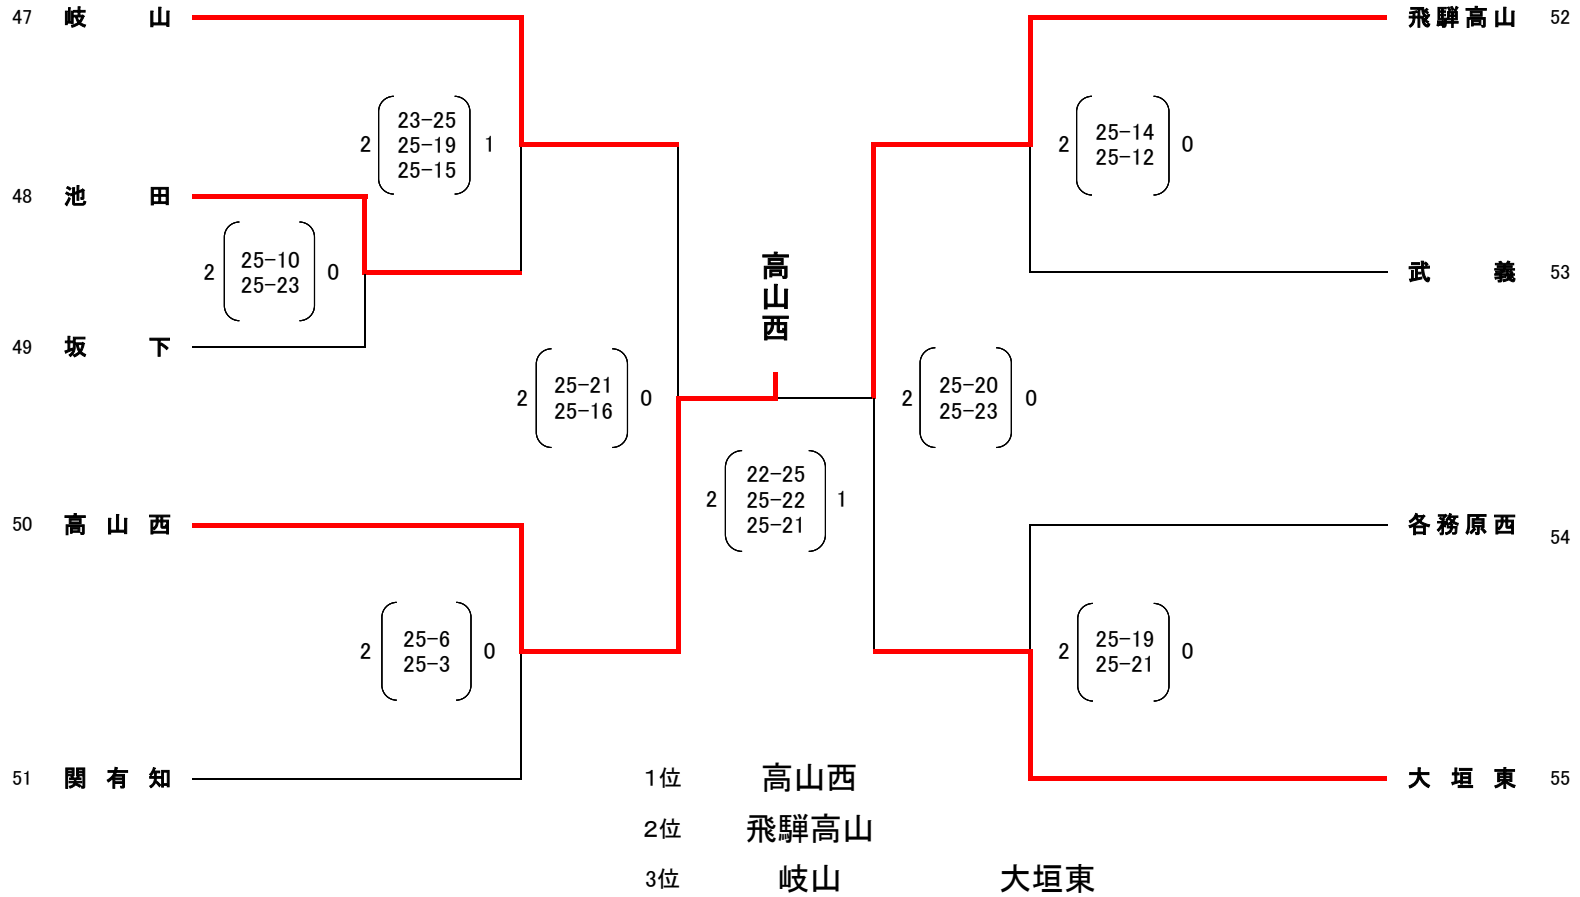 47 岐山
飛騨高山 52
2 23-25 1
25-19
25-15
2 25-14 0
25-12
48 池田
2 25-10 0
25-23
武義 53
高山西
49 坂下
2 25-21 0
25-16
2 25-20 0
25-23
2 22-25 1
25-22
25-21
50 高山西
各務原西 54
2 25-6 0
25-3
2 25-19 0
25-21
51 関有知
大垣東 55
1位 高山西
2位 飛騨高山
3位 岐山 大垣東